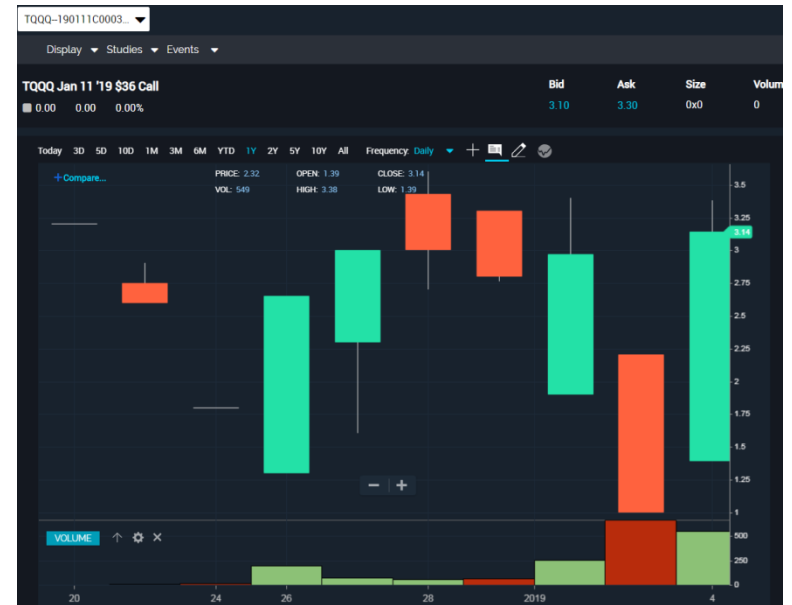 TQQQ-190111C0003...
Display Studies Events
TQQQ Jan 11 '19 $36 Call Bid Ask Size Volum
0.00 0.00 0.00% 3.10 3.30 0x0 0
Today 3D 5D 10D 1M 3M 6M YTD 1Y 2Y 5Y 10Y All Frequency: Daily
+Compare... PRICE: 2.32 OPEN: 1.39 CLOSE: 3.14
VOL: 549 HIGH: 3.38 LOW: 1.39
3.5
3.25
3.14
3
2.75
2.5
2.25
2
1.75
1.5
1.25
1
VOLUME
500
250
0
20 24 26 28 2019 4